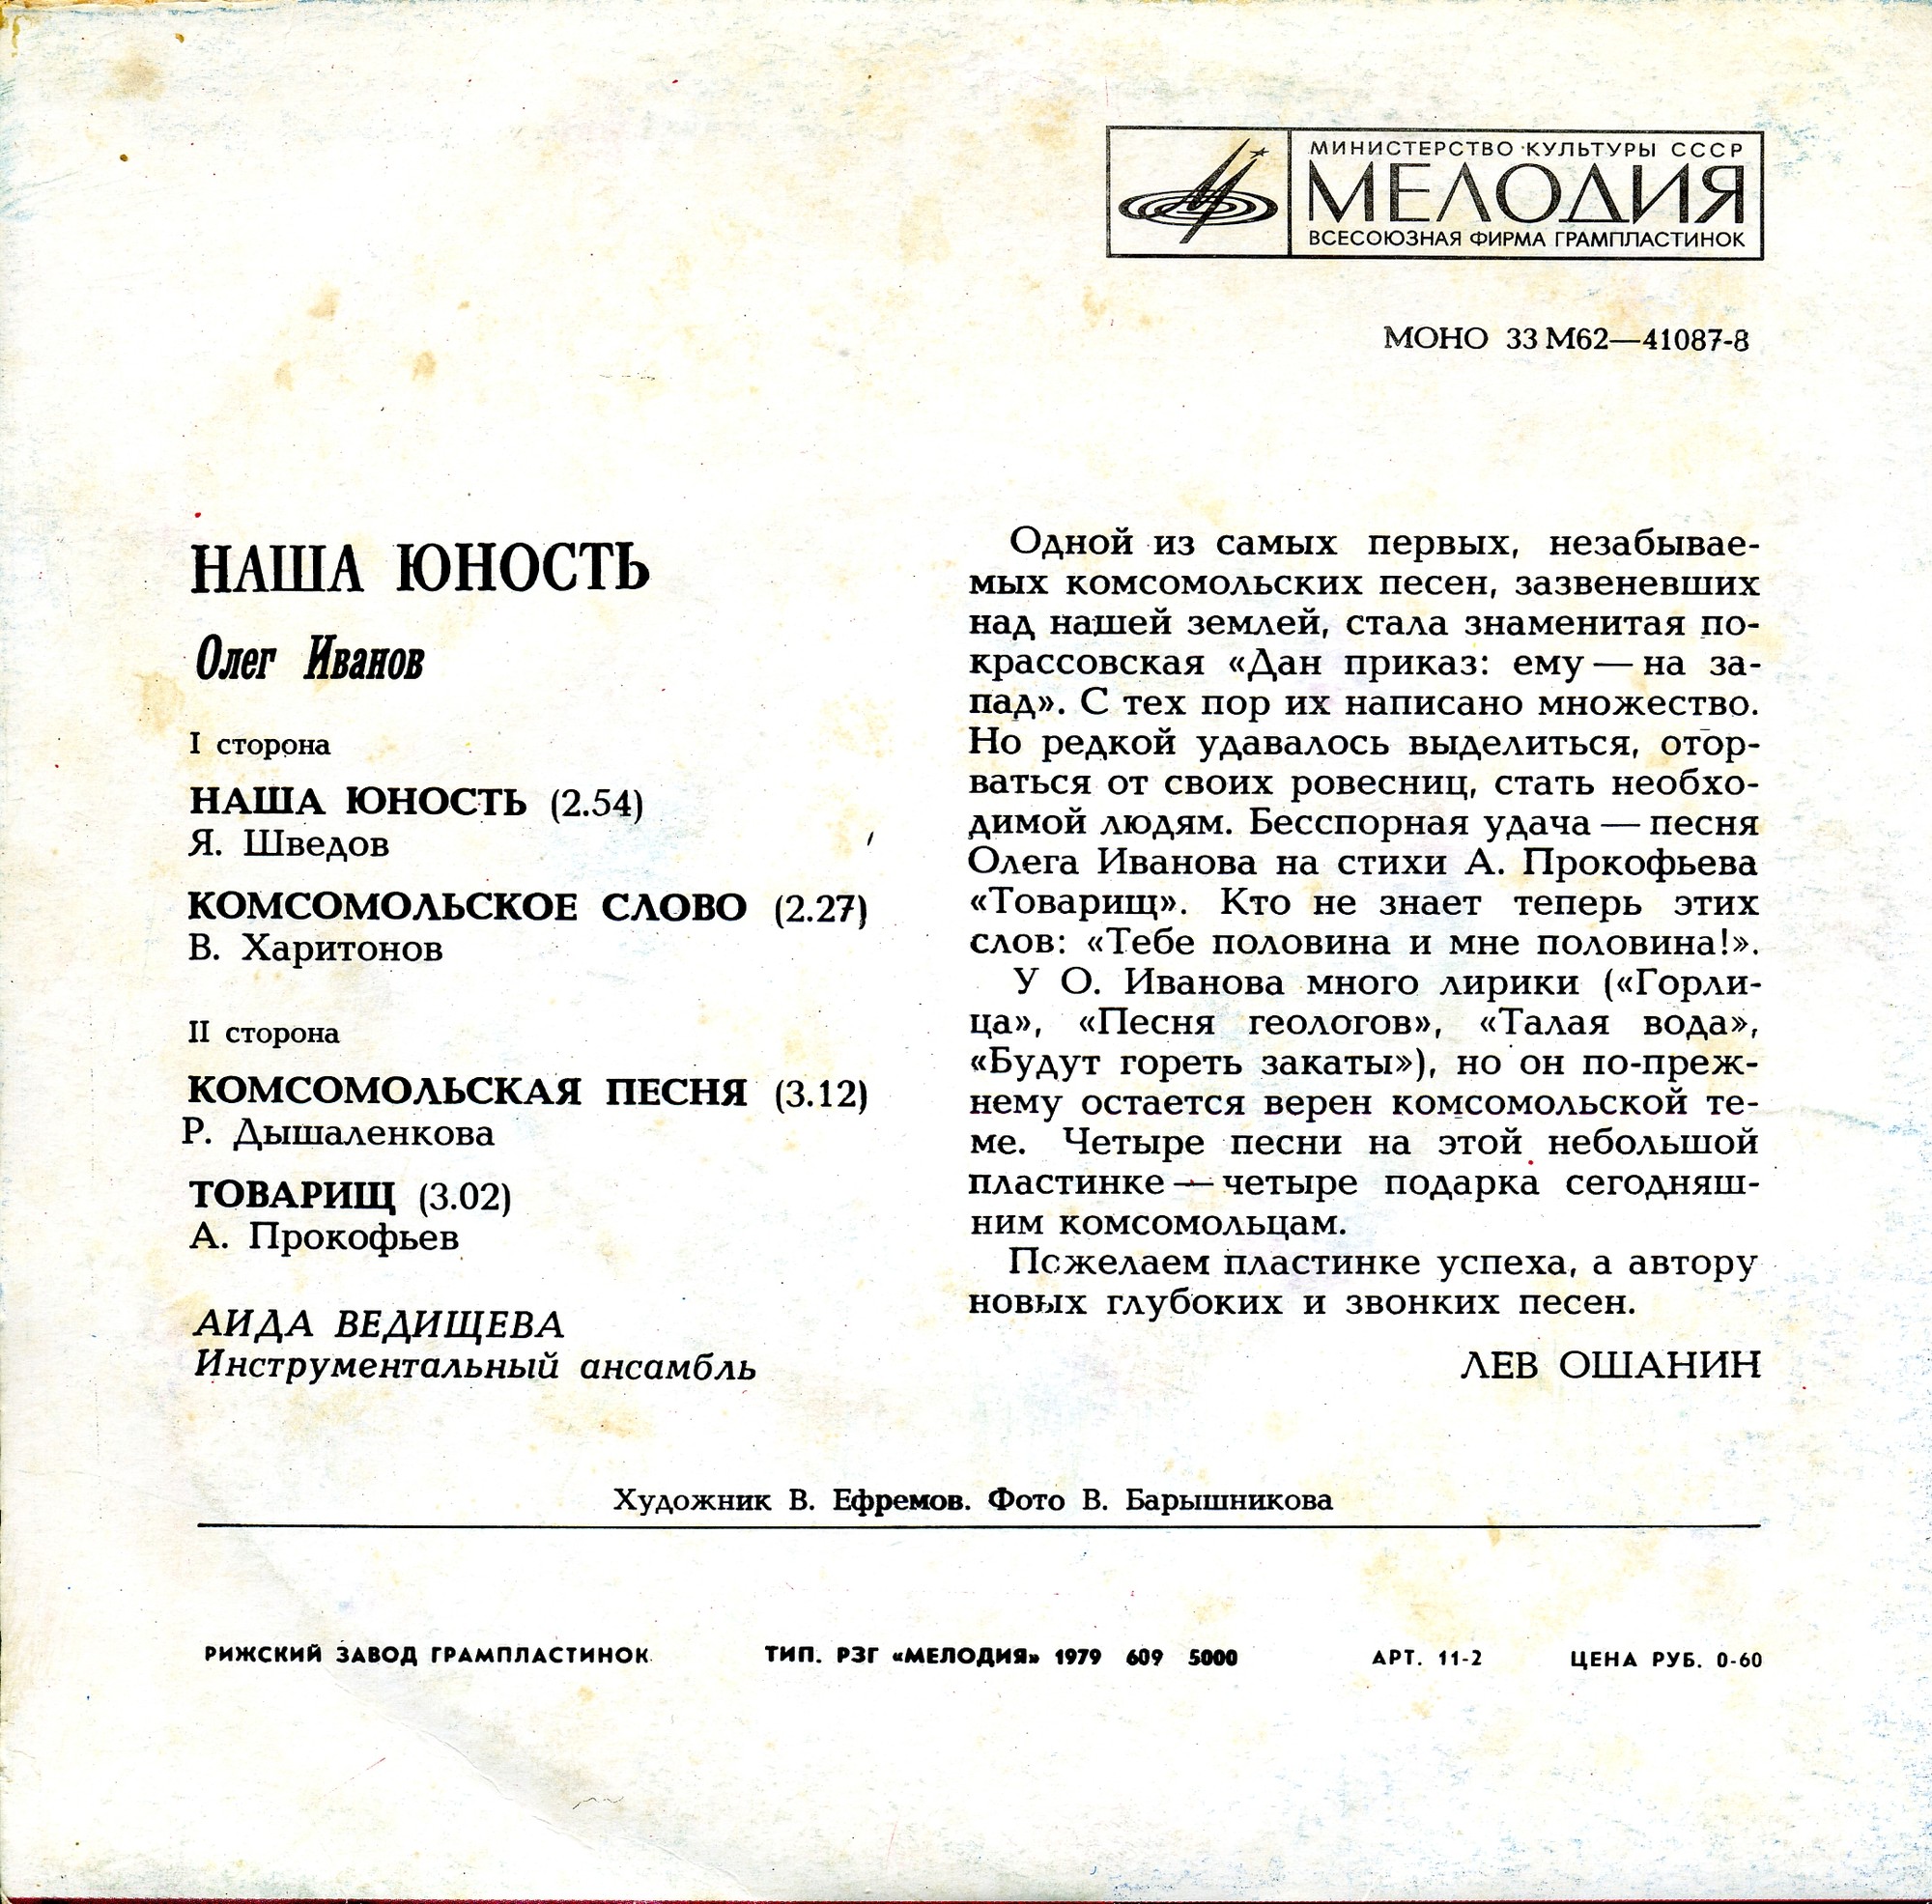 МИНИСТЕРСТВО КУЛЬТУРЫ СССР
МЕЛОДИЯ
ВСЕСОЮЗНАЯ ФИРМА ГРАМПЛАСТИНОК
МОНО 33 М62—41087-8
НАША ЮНОСТЬ
Олег Иванов
I сторона
НАША ЮНОСТЬ (2.54)
Я. Шведов
КОМСОМОЛЬСКОЕ СЛОВО (2.27)
В. Харитонов
II сторона
КОМСОМОЛЬСКАЯ ПЕСНЯ (3.12)
Р. Дышаленкова
ТОВАРИЩ (3.02)
А. Прокофьев
АИДА ВЕДИЩЕВА
Инструментальный ансамбль
Одной из самых первых, незабывае-
мых комсомольских песен, зазвеневших
над нашей землей, стала знаменитая по-
крассовская «Дан приказ: ему — на за-
пад». С тех пор их написано множество.
Но редкой удавалось выделиться, отор-
ваться от своих ровесниц, стать необхо-
димой людям. Бесспорная удача — песня
Олега Иванова на стихи А. Прокофьева
«Товарищ». Кто не знает теперь этих
слов: «Тебе половина и мне половина!».
У О. Иванова много лирики («Горли-
ца», «Песня геологов», «Талая вода»,
«Будут гореть закаты»), но он по-преж-
нему остается верен комсомольской те-
ме. Четыре песни на этой небольшой
пластинке — четыре подарка сегодняш-
ним комсомольцам.
Пожелаем пластинке успеха, а автору
новых глубоких и звонких песен.
ЛЕВ ОШАНИН
Художник В. Ефремов. Фото В. Барышникова
РИЖСКИЙ ЗАВОД ГРАМПЛАСТИНОК ТИП. РЗГ «МЕЛОДИЯ» 1979 609 5000 АРТ. 11-2 ЦЕНА РУБ. 0-60